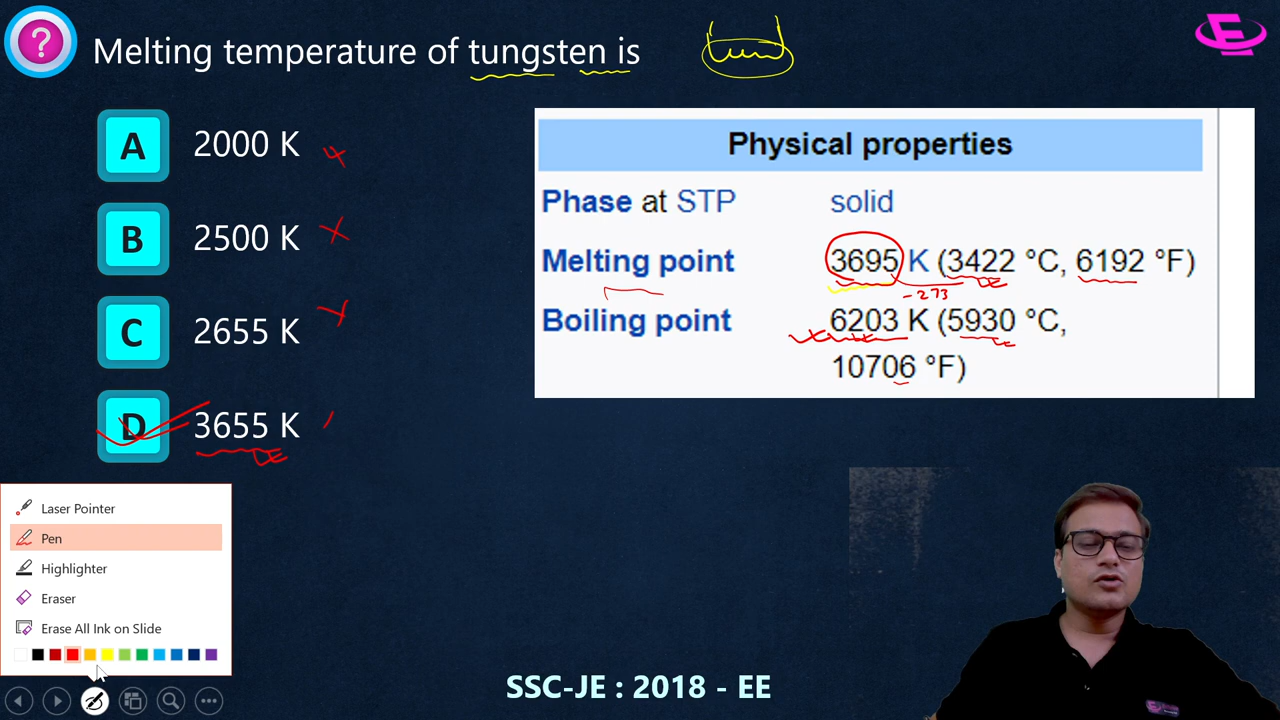 ?
Melting temperature of tungsten is
A 2000 K
B 2500 K
C 2655 K
D 3655 K
Physical properties
Phase at STP solid
Melting point 3695 K (3422 °C, 6192 °F)
-273
Boiling point 6203 K (5930 °C,
10706 °F)
Laser Pointer
Pen
Highlighter
Eraser
Erase All Ink on Slide
SSC-JE : 2018 - EE